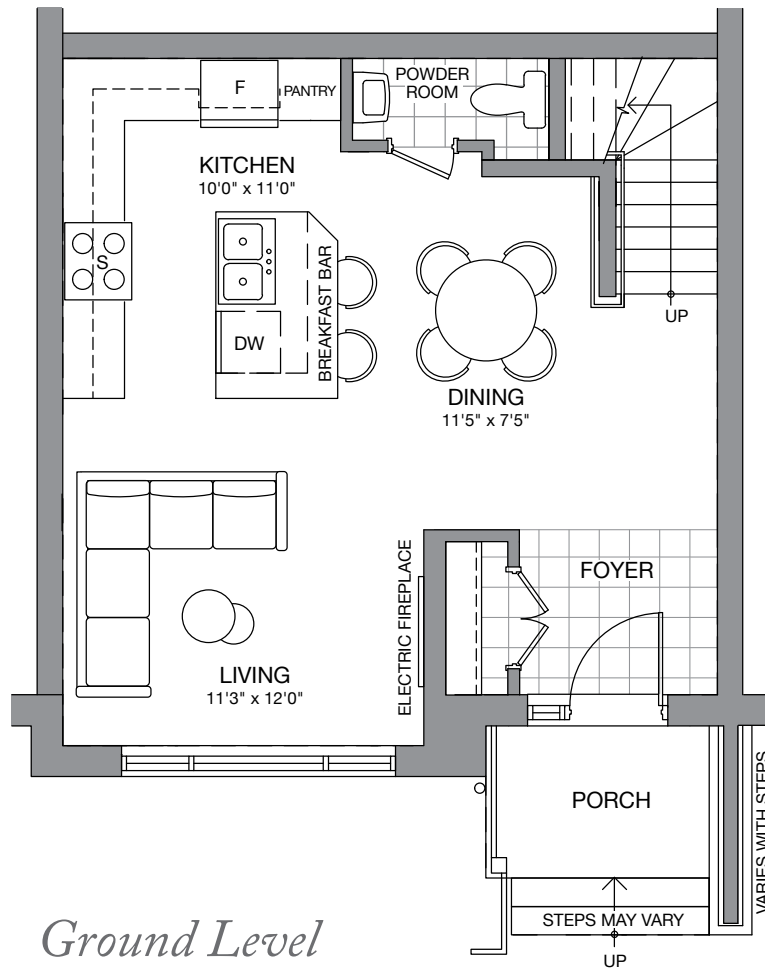 F
PANTRY
POWDER
ROOM
KITCHEN
10'0" x 11'0"
S
DW
BREAKFAST BAR
UP
DINING
11'5" x 7'5"
ELECTRIC FIREPLACE
FOYER
LIVING
11'3" x 12'0"
PORCH
VARIES WITH STEPS
STEPS MAY VARY
UP
Ground Level